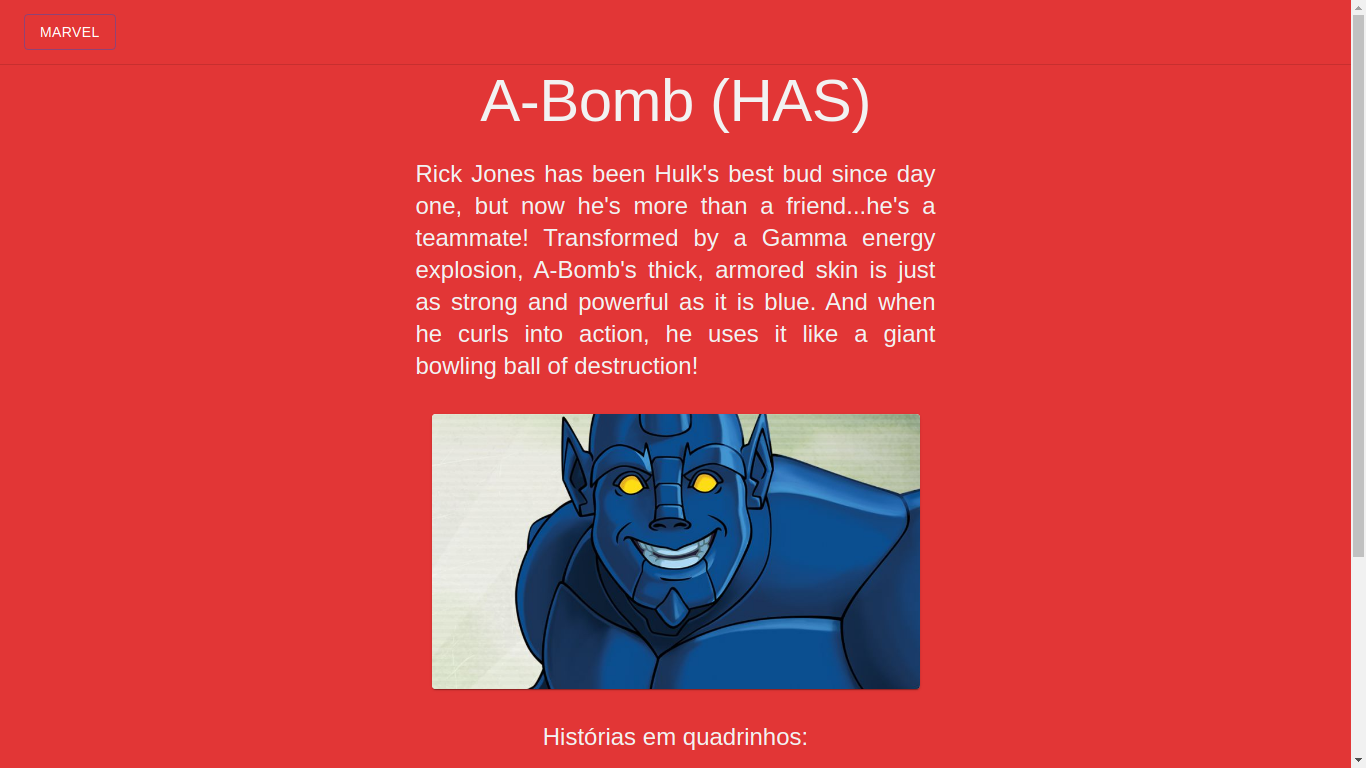 MARVEL
A-Bomb (HAS)
Rick Jones has been Hulk's best bud since day
one, but now he's more than a friend...he's a
teammate! Transformed by a Gamma energy
explosion, A-Bomb's thick, armored skin is just
as strong and powerful as it is blue. And when
he curls into action, he uses it like a giant
bowling ball of destruction!
Histórias em quadrinhos: